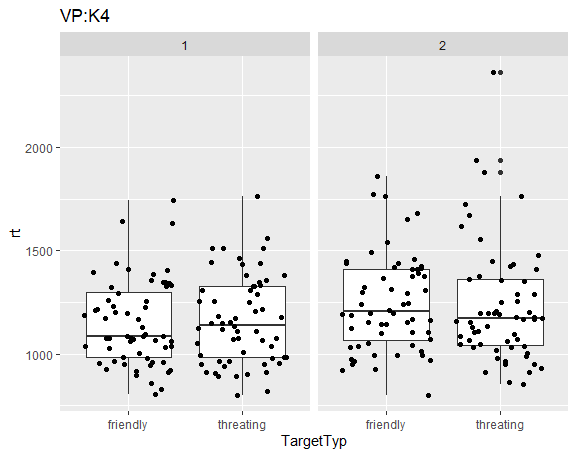 VP:K4
1 2
rt
2000
1500
1000
friendly threating friendly threating
TargetTyp